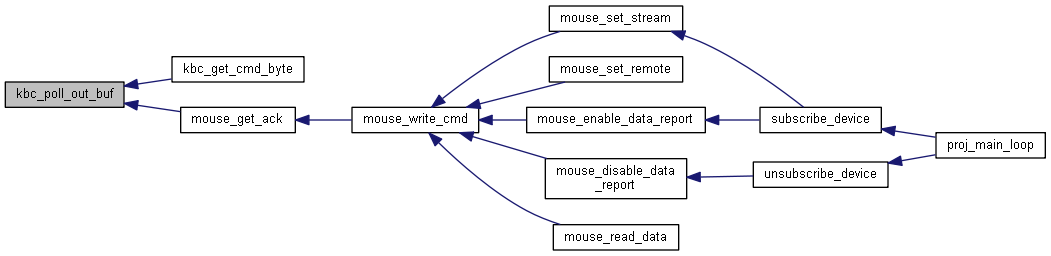 kbc_poll_out_buf
kbc_get_cmd_byte
mouse_get_ack
mouse_write_cmd
mouse_set_stream
mouse_set_remote
mouse_enable_data_report
mouse_disable_data
_report
mouse_read_data
subscribe_device
unsubscribe_device
proj_main_loop